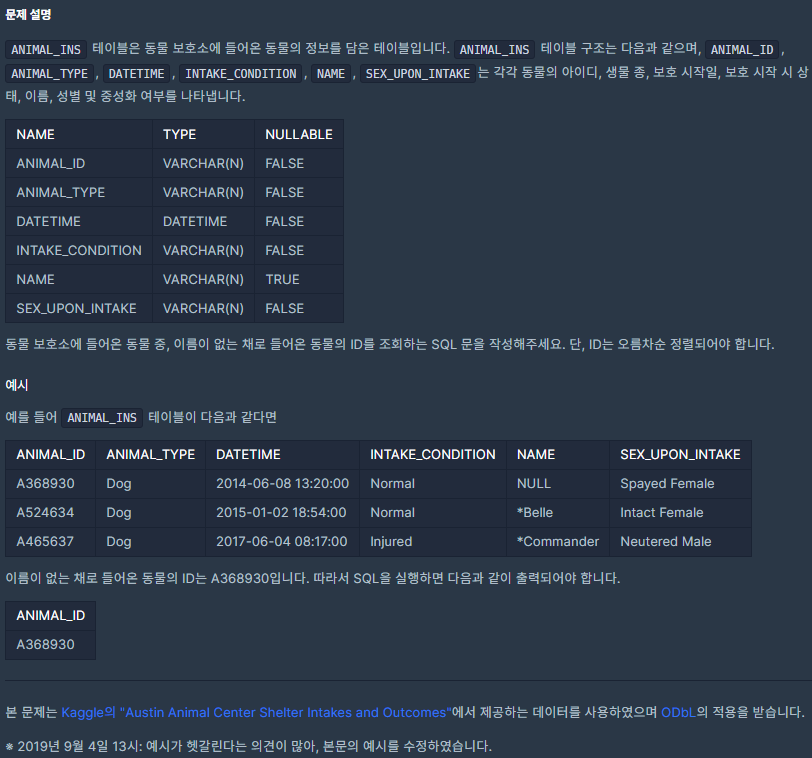 문제 설명
ANIMAL_INS 테이블은 동물 보호소에 들어온 동물의 정보를 담은 테이블입니다. ANIMAL_INS 테이블 구조는 다음과 같으며, ANIMAL_ID ,
ANIMAL_TYPE , DATETIME , INTAKE_CONDITION , NAME , SEX_UPON_INTAKE 는 각각 동물의 아이디, 생물 종, 보호 시작일, 보호 시작 시 상
태, 이름, 성별 및 중성화 여부를 나타냅니다.
NAME TYPE NULLABLE
ANIMAL_ID VARCHAR(N) FALSE
ANIMAL_TYPE VARCHAR(N) FALSE
DATETIME DATETIME FALSE
INTAKE_CONDITION VARCHAR(N) FALSE
NAME VARCHAR(N) TRUE
SEX_UPON_INTAKE VARCHAR(N) FALSE
동물 보호소에 들어온 동물 중, 이름이 없는 채로 들어온 동물의 ID를 조회하는 SQL 문을 작성해주세요. 단, ID는 오름차순 정렬되어야 합니다.
예시
예를 들어 ANIMAL_INS 테이블이 다음과 같다면
ANIMAL_ID ANIMAL_TYPE DATETIME INTAKE_CONDITION NAME SEX_UPON_INTAKE
A368930 Dog 2014-06-08 13:20:00 Normal NULL Spayed Female
A524634 Dog 2015-01-02 18:54:00 Normal *Belle Intact Female
A465637 Dog 2017-06-04 08:17:00 Injured *Commander Neutered Male
이름이 없는 채로 들어온 동물의 ID는 A368930입니다. 따라서 SQL을 실행하면 다음과 같이 출력되어야 합니다.
ANIMAL_ID
A368930
본 문제는 Kaggle의 "Austin Animal Center Shelter Intakes and Outcomes"에서 제공하는 데이터를 사용하였으며 ODbL의 적용을 받습니다.
※ 2019년 9월 4일 13시: 예시가 헷갈린다는 의견이 많아, 본문의 예시를 수정하였습니다.